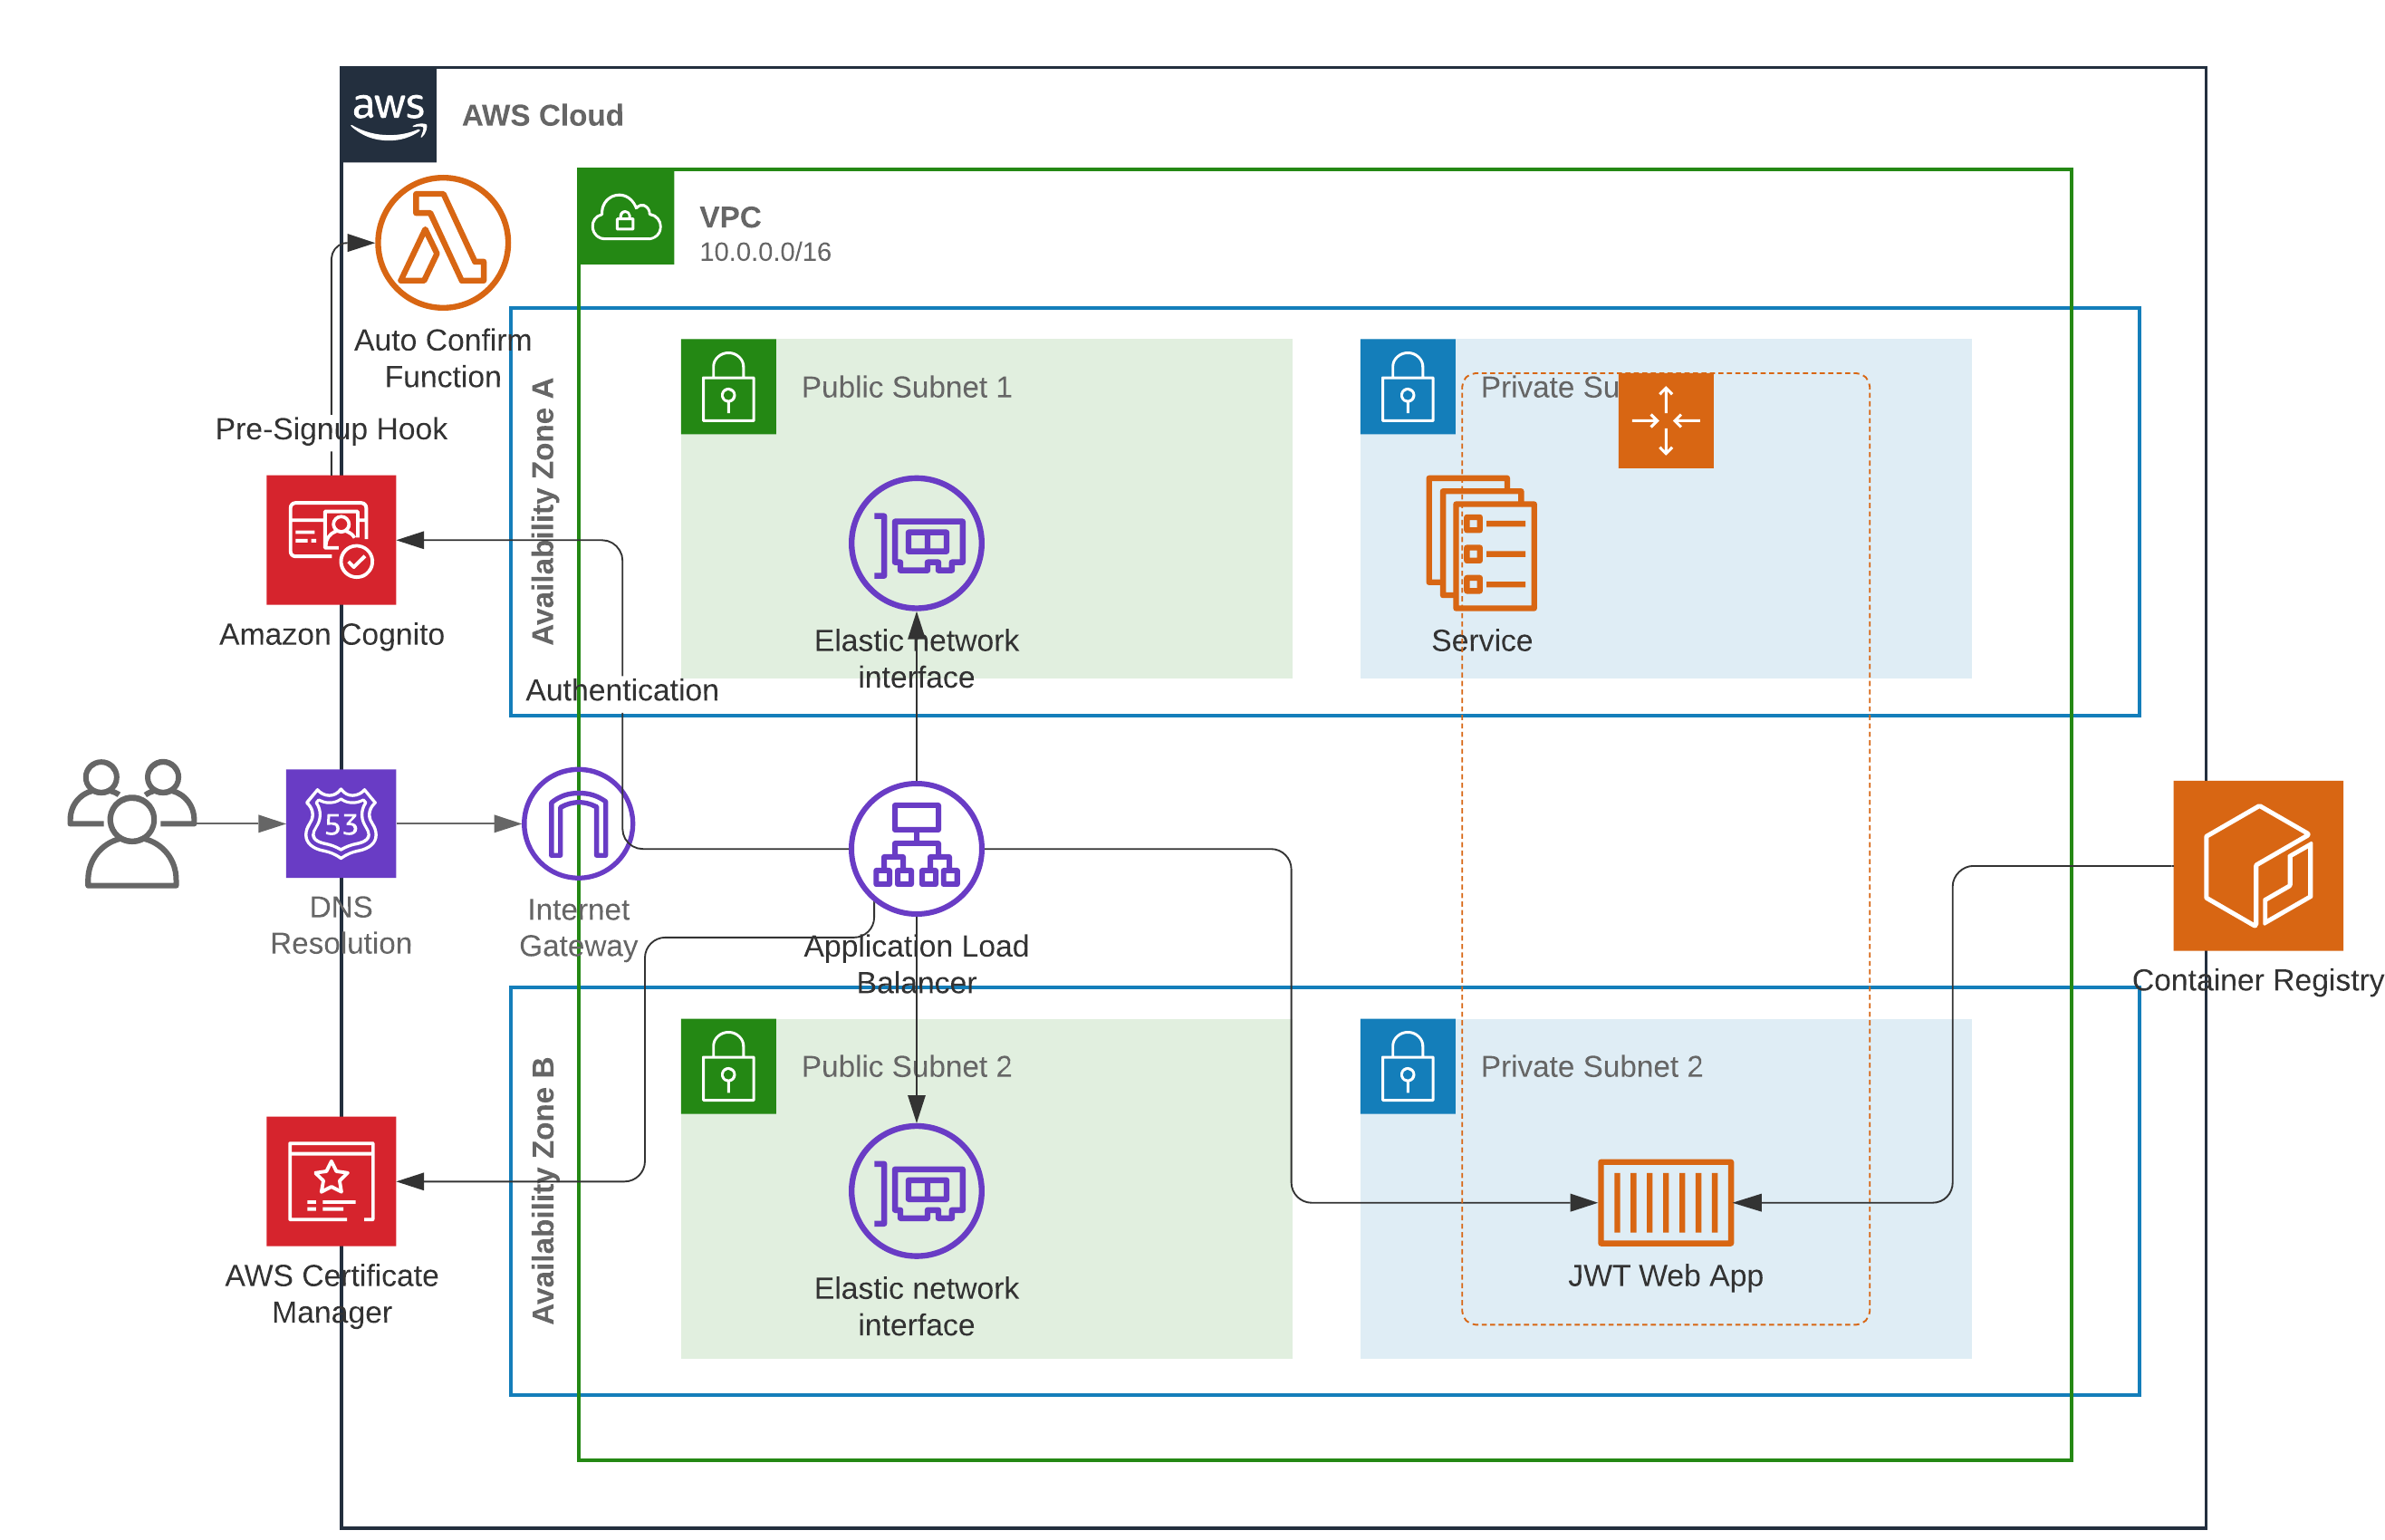 aws
AWS Cloud
VPC
10.0.0.0/16
Auto Confirm
Function
Pre-Signup Hook
Amazon Cognito
Availability Zone A
Public Subnet 1
Private Su
Elastic network
interface
Service
Authentication
53
DNS
Resolution
Internet
Gateway
Application Load
Balancer
Container Registry
Availability Zone B
Public Subnet 2
Private Subnet 2
AWS Certificate
Manager
Elastic network
interface
JWT Web App